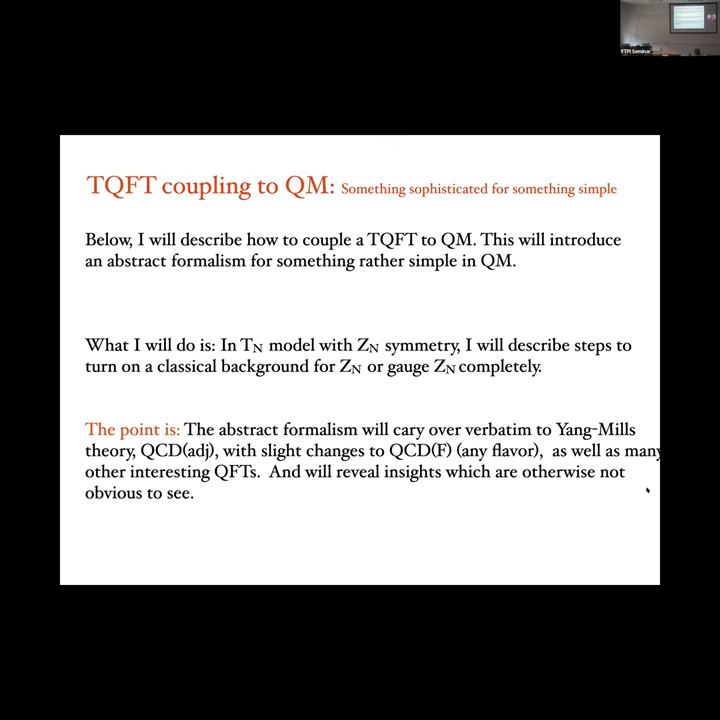 FTPI Seminar
TQFT coupling to QM: Something sophisticated for something simple
Below, I will describe how to couple a TQFT to QM. This will introduce
an abstract formalism for something rather simple in QM.
What I will do is: In TN model with ZN symmetry, I will describe steps to
turn on a classical background for ZN or gauge ZN completely.
The point is: The abstract formalism will cary over verbatim to Yang-Mills
theory, QCD(adj), with slight changes to QCD(F) (any flavor), as well as many
other interesting QFTs. And will reveal insights which are otherwise not
obvious to see.